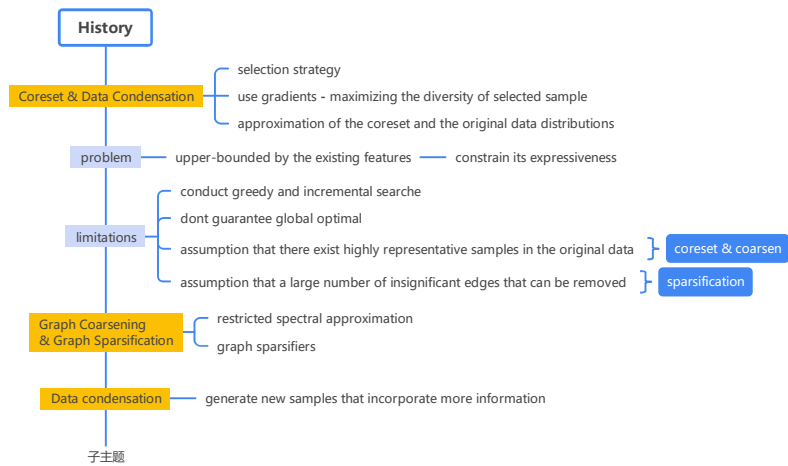 History
Coreset & Data Condensation
selection strategy
use gradients - maximizing the diversity of selected sample
approximation of the coreset and the original data distributions
problem
upper-bounded by the existing features
constrain its expressiveness
limitations
conduct greedy and incremental searche
dont guarantee global optimal
assumption that there exist highly representative samples in the original data
coreset & coarsen
assumption that a large number of insignificant edges that can be removed
sparsification
Graph Coarsening
& Graph Sparsification
restricted spectral approximation
graph sparsifiers
Data condensation
generate new samples that incorporate more information
子主题